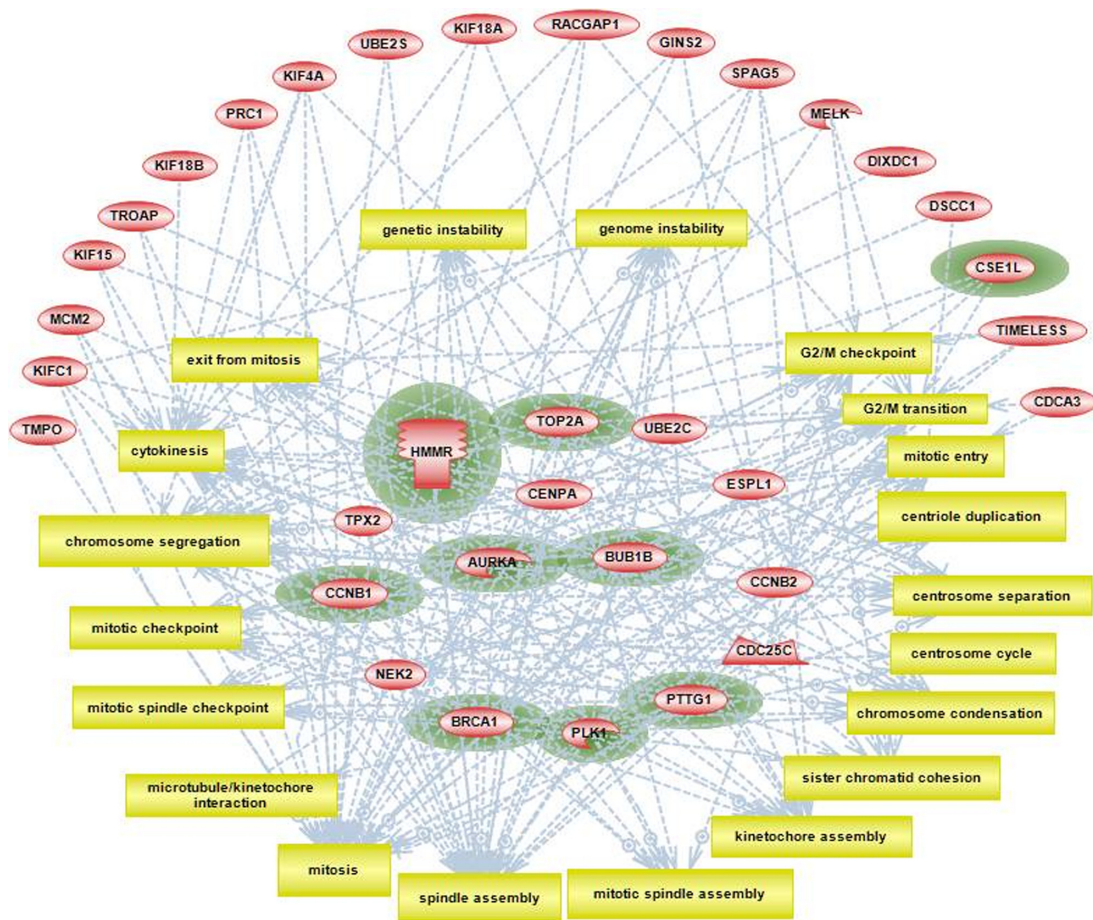 RACGAP1
KIF18A
GINS2
UBE2S
SPAG5
KIF4A
PRC1
MELK
KIF18B
DIXDC1
TROAP
DSCC1
genetic instability
genome instability
KIF15
CSE1L
MCM2
TIMELESS
exit from mitosis
G2/M checkpoint
KIFC1
CDCA3
G2/M transition
TMPO
TOP2A
UBE2C
cytokinesis
HMMR
mitotic entry
CENPA
ESPL1
TPX2
centriole duplication
chromosome segregation
AURKA
BUB1B
CCNB1
CCNB2
centrosome separation
mitotic checkpoint
CDC25C
centrosome cycle
NEK2
mitotic spindle checkpoint
PTTG1
chromosome condensation
BRCA1
PLK1
sister chromatid cohesion
microtubule/kinetochore
interaction
kinetochore assembly
mitosis
spindle assembly
mitotic spindle assembly